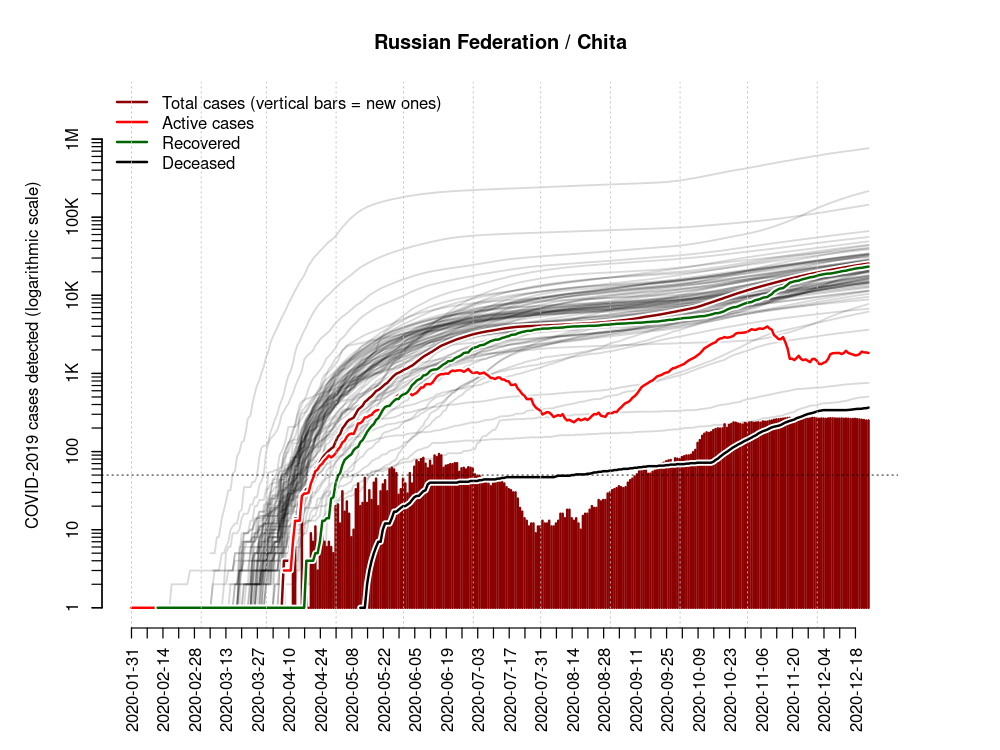 Russian Federation / Chita
Total cases (vertical bars = new ones)
Active cases
Recovered
Deceased
COVID-2019 cases detected (logarithmic scale)
1M
100K
10K
1K
100
10
1
2020-01-31
2020-02-14
2020-02-28
2020-03-13
2020-03-27
2020-04-10
2020-04-24
2020-05-08
2020-05-22
2020-06-05
2020-06-19
2020-07-03
2020-07-17
2020-07-31
2020-08-14
2020-08-28
2020-09-11
2020-09-25
2020-10-09
2020-10-23
2020-11-06
2020-11-20
2020-12-04
2020-12-18